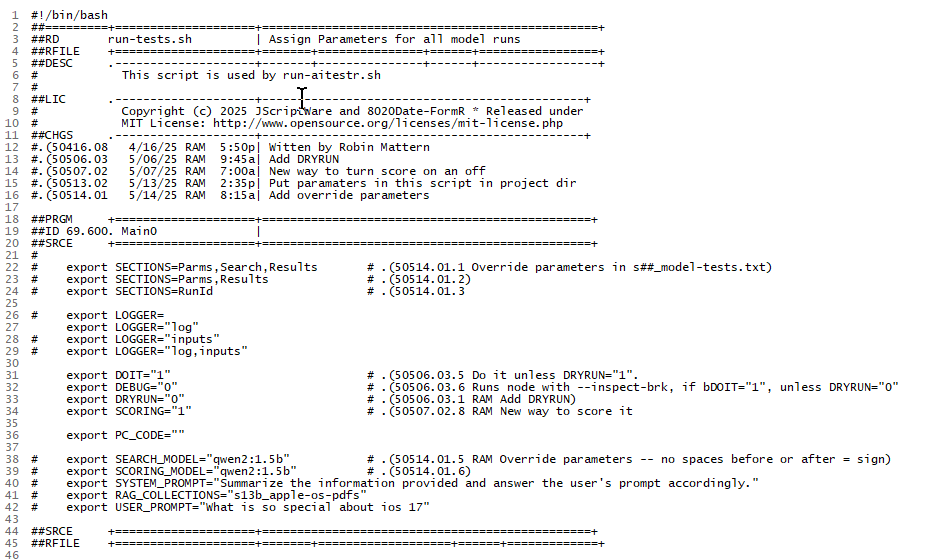 1 #!/bin/bash
2 ##=========+====================+================================================+
3 ##RD       run-tests.sh         | Assign Parameters for all model runs
4 ##RFILE    +====================+=======+===============+======+=================+
5 ##DESC     .--------------------+-------+---------------+------+-----------------+
6 #            This script is used by run-aitestr.sh
7 #
8 ##LIC      .--------------------+----------------------------------------------+
9 #            Copyright (c) 2025 JScriptWare and 8020Date-FormR * Released under
10 #            MIT License: http://www.opensource.org/licenses/mit-license.php
11 ##CHGS     .--------------------+----------------------------------------------+
12 #.(50416.08   4/16/25 RAM  5:50p| Witten by Robin Mattern
13 #.(50506.03   5/06/25 RAM  9:45a| Add DRYRUN
14 #.(50507.02   5/07/25 RAM  7:00a| New way to turn score on an off
15 #.(50513.02   5/13/25 RAM  2:35p| Put paramaters in this script in project dir
16 #.(50514.01   5/14/25 RAM  8:15a| Add override parameters
17
18 ##PRGM     +====================+===============================================+
19 ##ID 69.600. Main0              |
20 ##SRCE     +====================+===============================================+
21 #
22 #    export SECTIONS=Parms,Search,Results       # .(50514.01.1 Override parameters in s##_model-tests.txt)
23 #    export SECTIONS=Parms,Results              # .(50514.01.2)
24 #    export SECTIONS=RunId                      # .(50514.01.3
25
26 #    export LOGGER=
27      export LOGGER="log"
28 #    export LOGGER="inputs"
29 #    export LOGGER="log,inputs"
30
31      export DOIT="1"                            # .(50506.03.5 Do it unless DRYRUN="1".
32      export DEBUG="0"                           # .(50506.03.6 Runs node with --inspect-brk, if bDOIT="1", unless DRYRUN="0"
33      export DRYRUN="0"                          # .(50506.03.1 RAM Add DRYRUN)
34      export SCORING="1"                         # .(50507.02.8 RAM New way to score it
35
36      export PC_CODE=""
37
38 #    export SEARCH_MODEL="qwen2:1.5b"           # .(50514.01.5 RAM Override parameters -- no spaces before or after = sign)
39 #    export SCORING_MODEL="qwen2:1.5b"          # .(50514.01.6)
40 #    export SYSTEM_PROMPT="Summarize the information provided and answer the user's prompt accordingly."
41 #    export RAG_COLLECTIONS="s13b_apple-os-pdfs"
42 #    export USER_PROMPT="What is so special about ios 17"
43
44 ##SRCE     +====================+===============================================+
45 ##RFILE    +====================+=======+===================+======+=============+
46